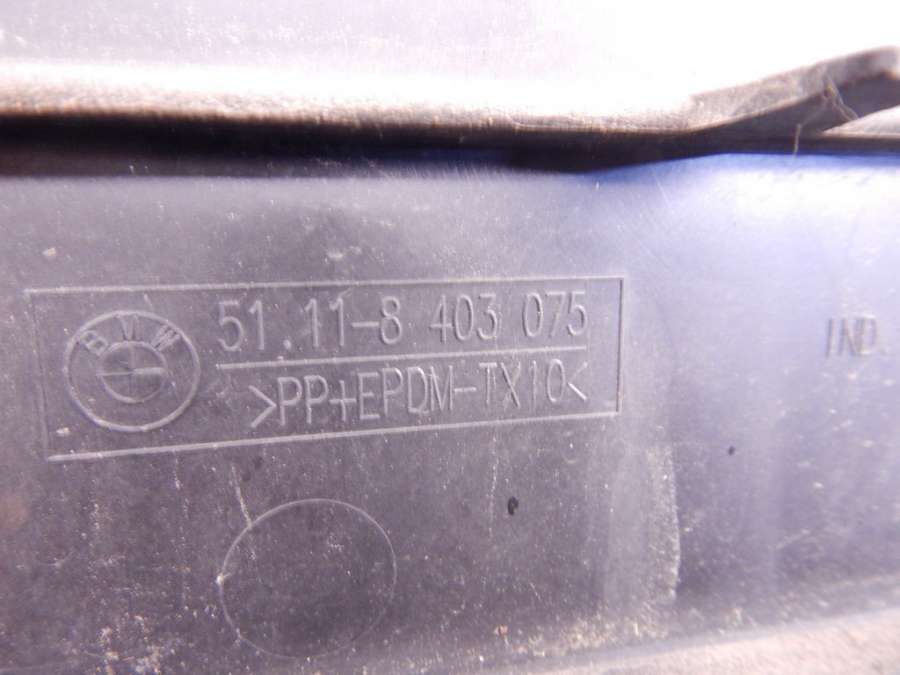 BMW
51.11-8 403 075
>PP+EPDM-TX10<
IND.